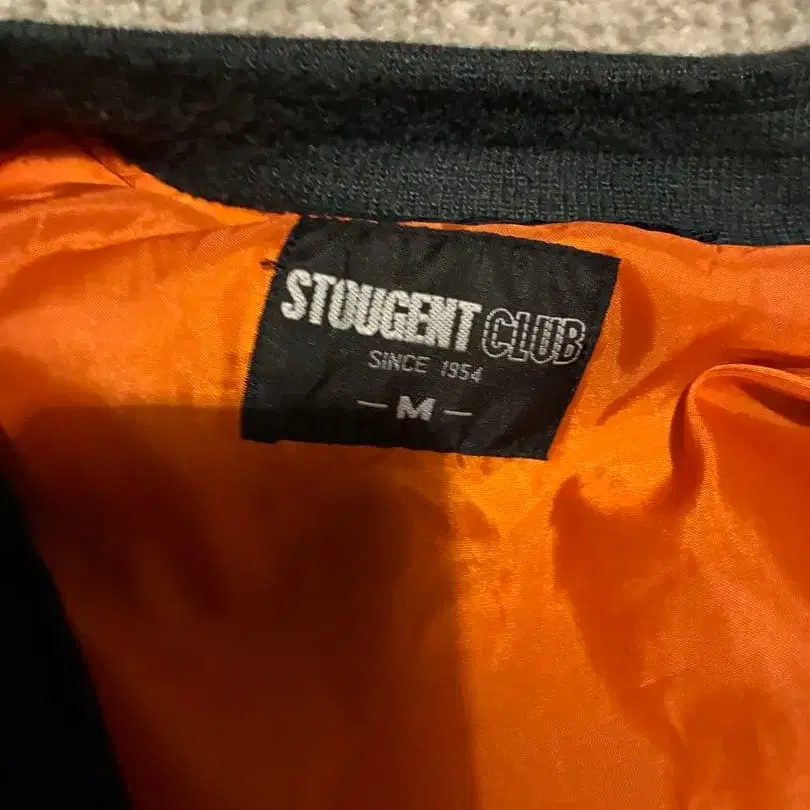 STOUGENT CLUB
SINCE 1954
— M —